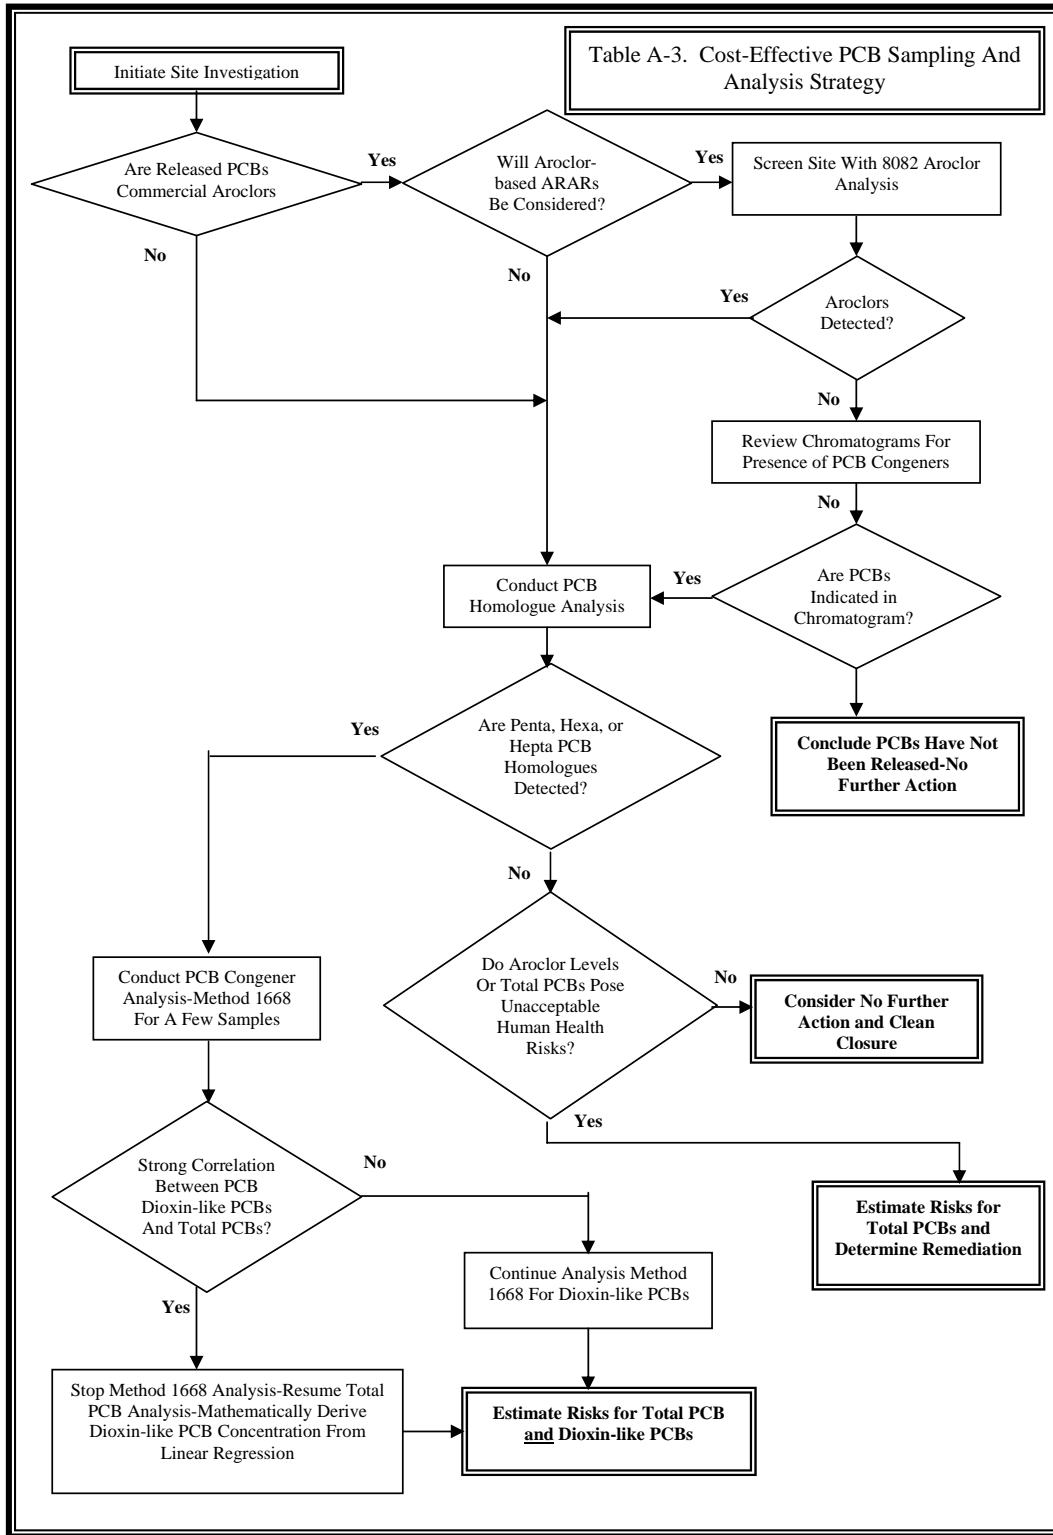 Table A-3. Cost-Effective PCB Sampling And
Analysis Strategy
Initiate Site Investigation
Are Released PCBs
Commercial Aroclors
Yes
Will Aroclor-
based ARARs
Be Considered?
Yes
Screen Site With 8082 Aroclor
Analysis
No
No
Yes
Aroclors
Detected?
No
Review Chromatograms For
Presence of PCB Congeners
No
Are PCBs
Indicated in
Chromatogram?
Yes
Conduct PCB
Homologue Analysis
Conclude PCBs Have Not
Been Released-No
Further Action
Yes
Are Penta, Hexa, or
Hepta PCB
Homologues
Detected?
No
Conduct PCB Congener
Analysis-Method 1668
For A Few Samples
Do Aroclor Levels
Or Total PCBs Pose
Unacceptable
Human Health
Risks?
No
Consider No Further
Action and Clean
Closure
Yes
Strong Correlation
Between PCB
Dioxin-like PCBs
And Total PCBs?
No
Estimate Risks for
Total PCBs and
Determine Remediation
Continue Analysis Method
1668 For Dioxin-like PCBs
Yes
Stop Method 1668 Analysis-Resume Total
PCB Analysis-Mathematically Derive
Dioxin-like PCB Concentration From
Linear Regression
Estimate Risks for Total PCB
and Dioxin-like PCBs